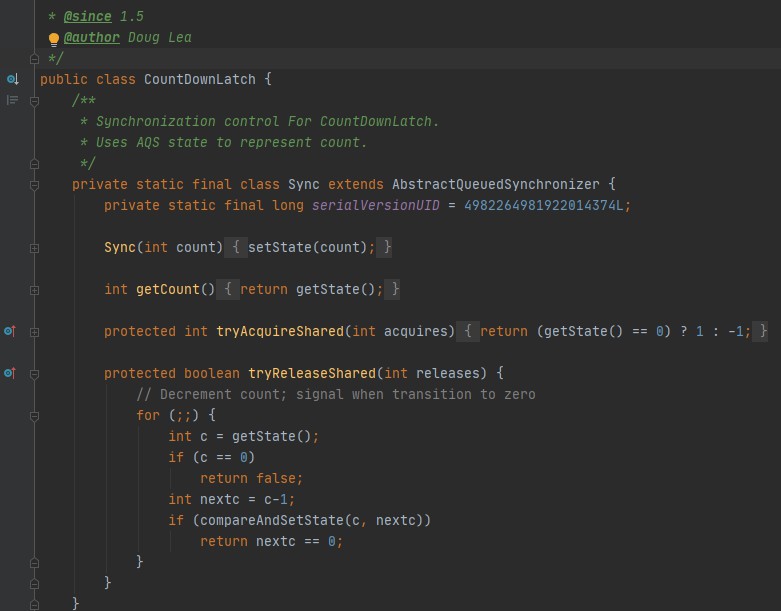 * @since 1.5
* @author Doug Lea
*/
public class CountDownLatch {
/**
* Synchronization control For CountDownLatch.
* Uses AQS state to represent count.
*/
private static final class Sync extends AbstractQueuedSynchronizer {
private static final long serialVersionUID = 4982264981922014374L;
Sync(int count) { setState(count); }
int getCount() { return getState(); }
protected int tryAcquireShared(int acquires) { return (getState() == 0) ? 1 : -1; }
protected boolean tryReleaseShared(int releases) {
// Decrement count; signal when transition to zero
for (;;) {
int c = getState();
if (c == 0)
return false;
int nextc = c-1;
if (compareAndSetState(c, nextc))
return nextc == 0;
}
}
}